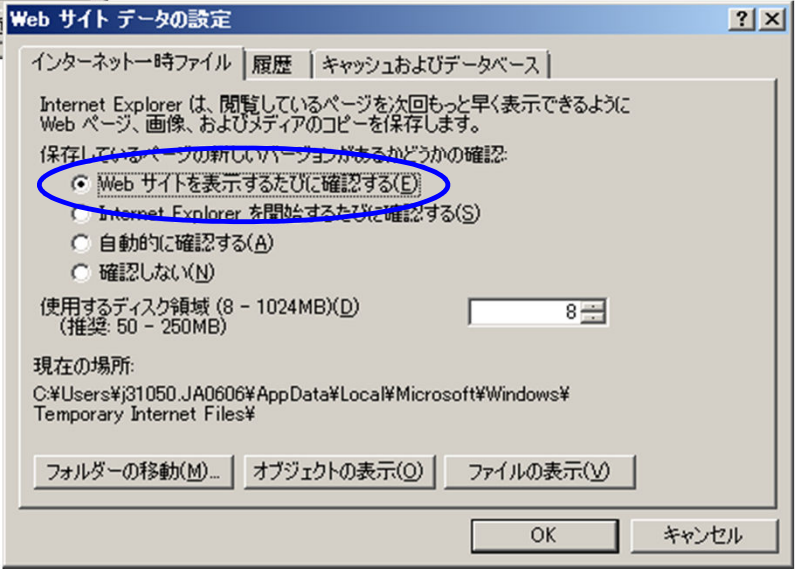 Web サイト データの設定
インターネット一時ファイル 履歴 キャッシュおよびデータベース
Internet Explorer は、閲覧しているページを次回もっと早く表示できるように
Web ページ、画像、およびメディアのコピーを保存します。
保存しているページの新しいバージョンがあるかどうかの確認:
Web サイトを表示するたびに確認する(E)
Internet Explorer を開始するたびに確認する(S)
自動的に確認する(A)
確認しない(N)
使用するディスク領域 (8 - 1024MB)(D) 8
(推奨: 50 - 250MB)
現在の場所:
C:¥Users¥j31050.JA0606¥AppData¥Local¥Microsoft¥Windows¥
Temporary Internet Files¥
フォルダーの移動(M)... オブジェクトの表示(O) ファイルの表示(V)
OK キャンセル